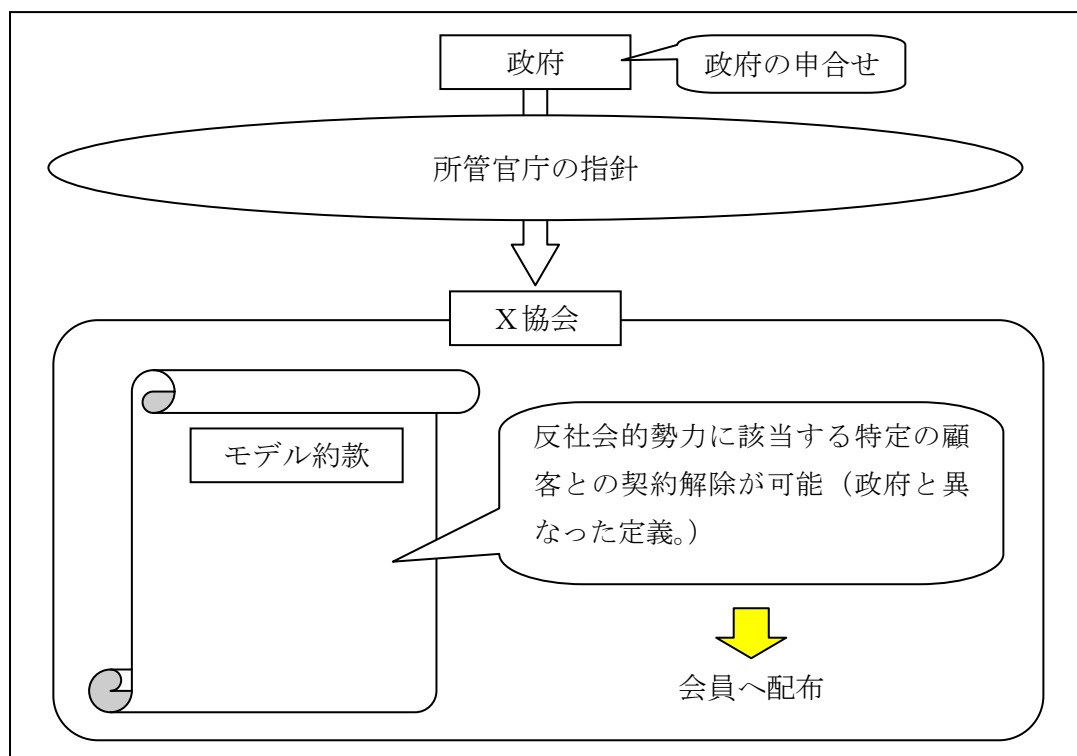 政府
政府の申合せ
所管官庁の指針
X協会
モデル約款
反社会的勢力に該当する特定の顧
客との契約解除が可能（政府と異
なった定義。）
会員へ配布